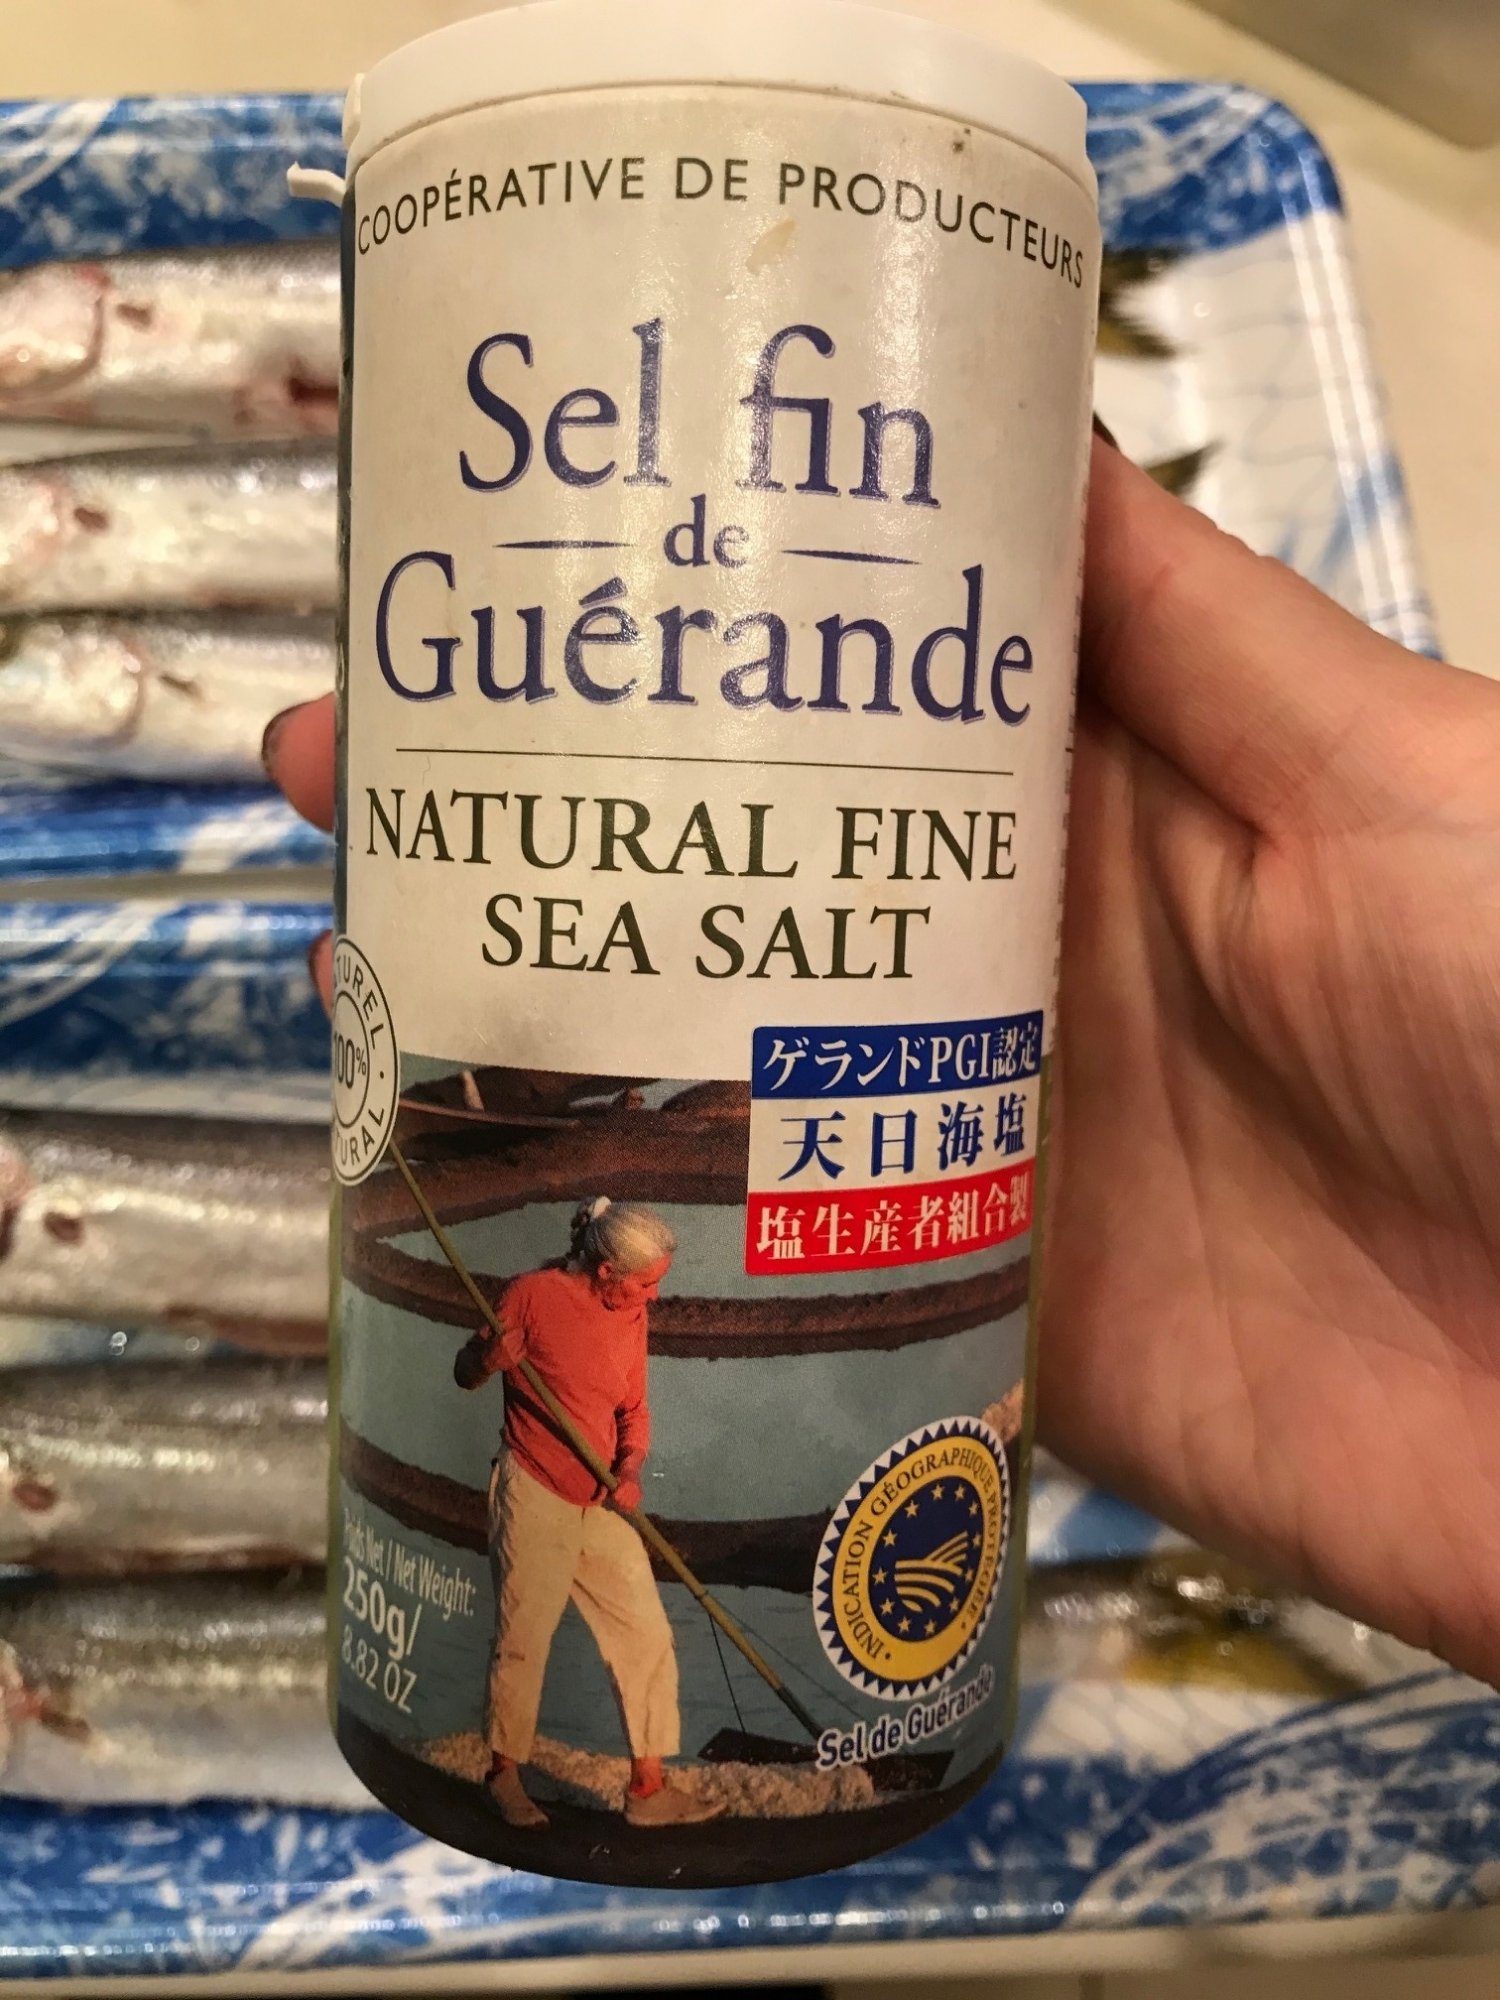 COOPÉRATIVE DE PRODUCTEURS
Sel fin
de
Guérande
NATURAL FINE
SEA SALT
100%
ゲランドPGI認定
天日海塩
塩生産者組合製
Poids Net / Net Weight:
250g/
8.82 OZ
INDICATION GÉOGRAPHIQUE PROTÉGÉE
Sel de Guérande